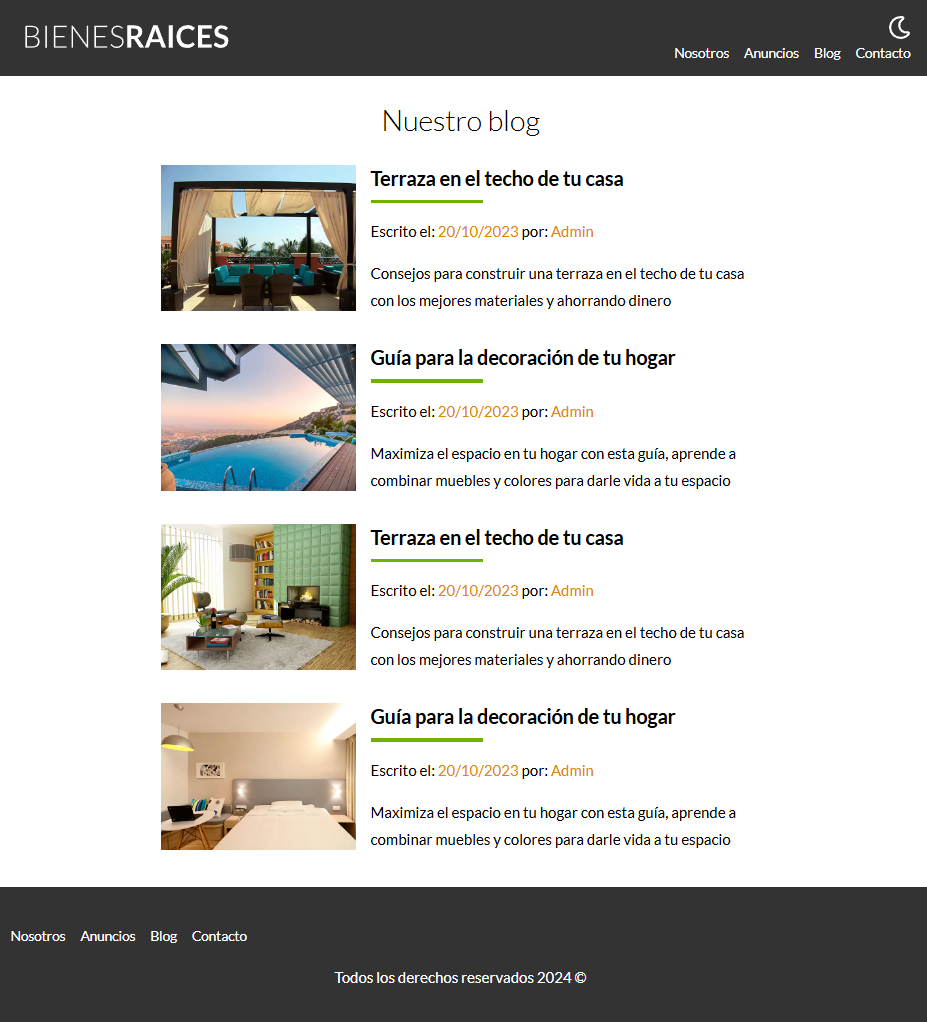 BIENESRAICES
Nosotros Anuncios Blog Contacto
Nuestro blog
Terraza en el techo de tu casa
Escrito el: 20/10/2023 por: Admin
Consejos para construir una terraza en el techo de tu casa
con los mejores materiales y ahorrando dinero
Guía para la decoración de tu hogar
Escrito el: 20/10/2023 por: Admin
Maximiza el espacio en tu hogar con esta guía, aprende a
combinar muebles y colores para darle vida a tu espacio
Terraza en el techo de tu casa
Escrito el: 20/10/2023 por: Admin
Consejos para construir una terraza en el techo de tu casa
con los mejores materiales y ahorrando dinero
Guía para la decoración de tu hogar
Escrito el: 20/10/2023 por: Admin
Maximiza el espacio en tu hogar con esta guía, aprende a
combinar muebles y colores para darle vida a tu espacio
Nosotros Anuncios Blog Contacto
Todos los derechos reservados 2024 ©